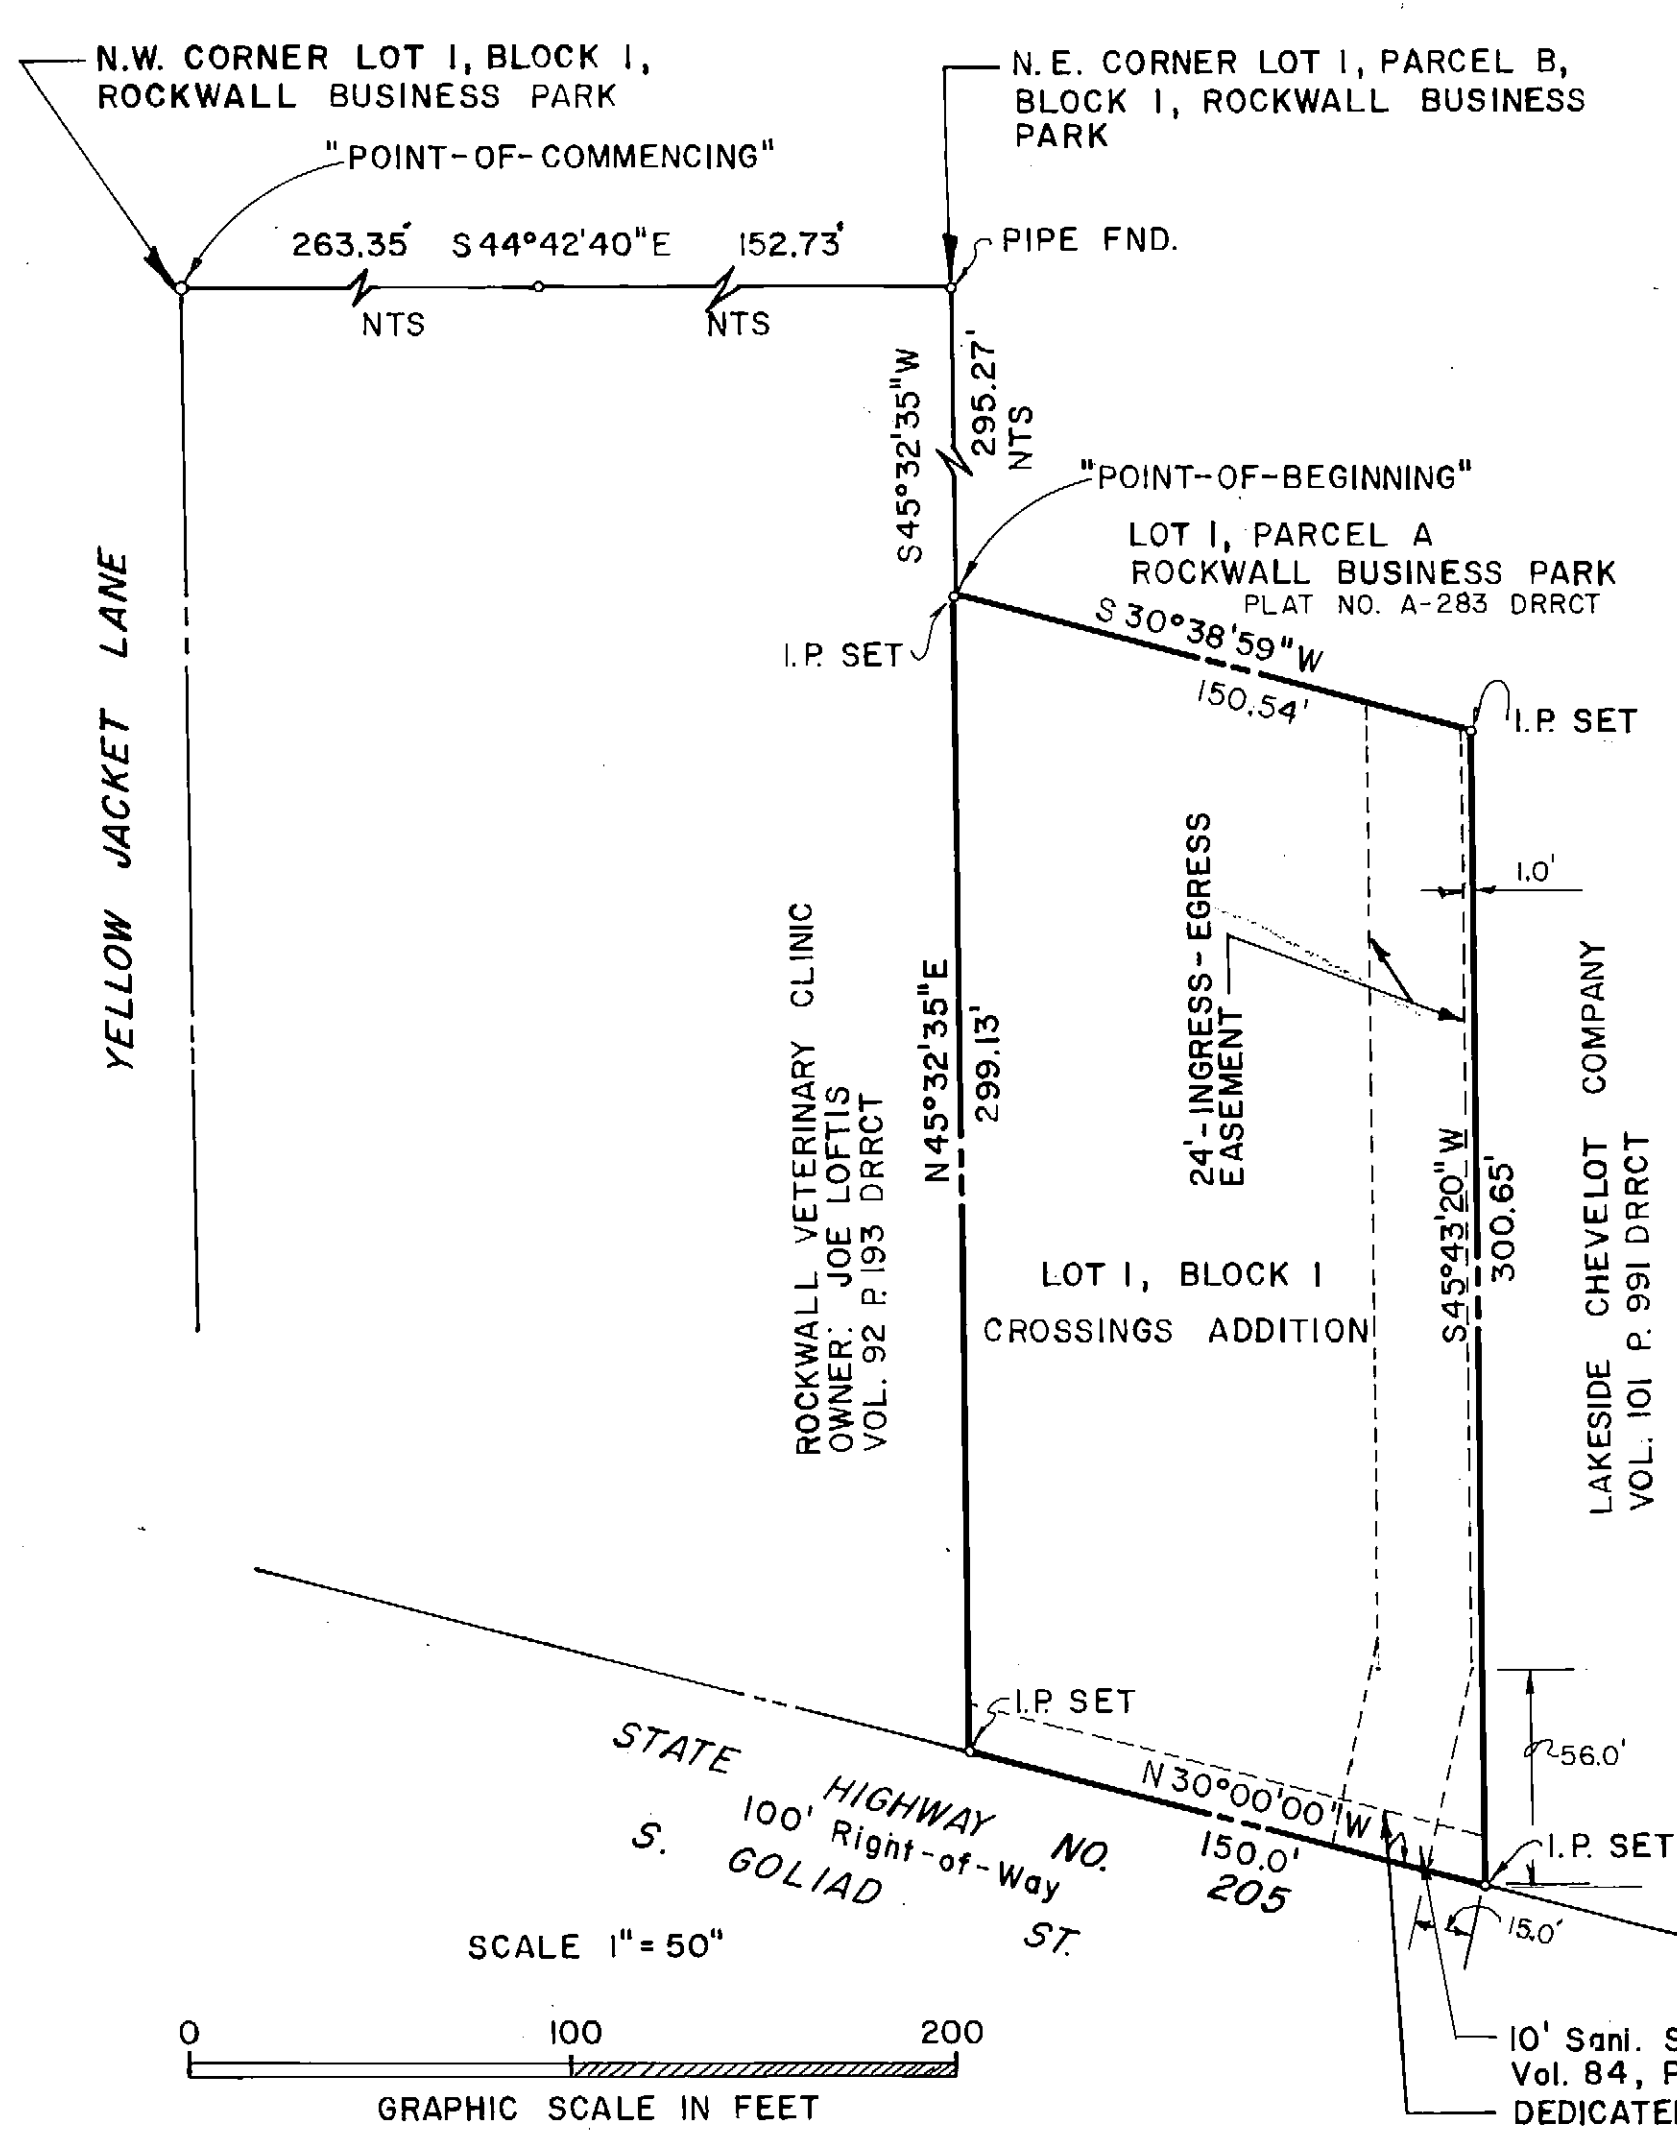 N.W. CORNER LOT 1, BLOCK 1,
ROCKWALL BUSINESS PARK
"POINT-OF-COMMENCING"
N.E. CORNER LOT 1, PARCEL B,
BLOCK 1, ROCKWALL BUSINESS
PARK
263.35' S44°42'40"E 152.73'
PIPE FND.
NTS
NTS
S45°32'35"W
295.27'
NTS
"POINT-OF-BEGINNING"
LOT 1, PARCEL A
ROCKWALL BUSINESS PARK
PLAT NO. A-283 DRRCT
S 30°38'59"W
150.54'
I.P. SET
I.P. SET
YELLOW JACKET LANE
1.0'
24'-INGRESS-EGRESS
EASEMENT
ROCKWALL VETERINARY CLINIC
OWNER: JOE LOFTIS
VOL. 92 P. 193 DRRCT
N45°32'35"E
299.13'
S45°43'20"W
300.65'
LAKESIDE CHEVELOT COMPANY
VOL. 101 P. 991 DRRCT
LOT 1, BLOCK 1
CROSSINGS ADDITION
I.P. SET
56.0'
N30°00'00"W
150.0'
I.P. SET
15.0'
STATE HIGHWAY NO. 205
100' Right-of-Way
S. GOLIAD ST.
SCALE 1"=50"
0 100 200
GRAPHIC SCALE IN FEET
10' Sani. S
Vol. 84, P
DEDICATE